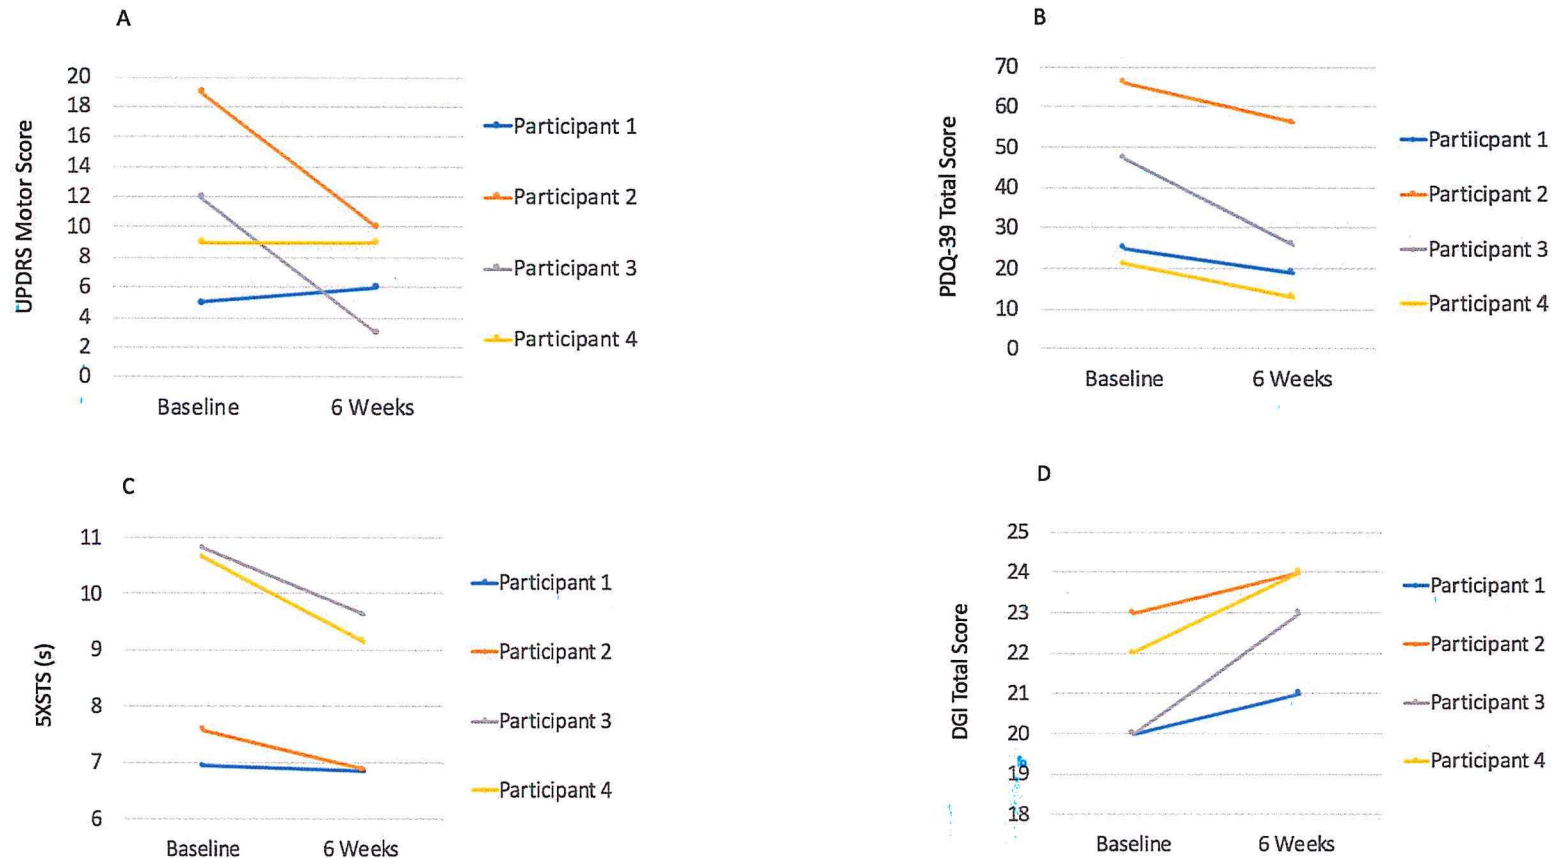 A
UPDRS Motor Score
20
18
16
14
12
10
8
6
4
2
0
Baseline
6 Weeks
Participant 1
Participant 2
Participant 3
Participant 4
B
PDQ-39 Total Score
70
60
50
40
30
20
10
0
Baseline
6 Weeks
Partiicpant 1
Participant 2
Participant 3
Participant 4
C
5XSTS (s)
11
10
9
8
7
6
Baseline
6 Weeks
Participant 1
Participant 2
Participant 3
Participant 4
D
DGI Total Score
25
24
23
22
21
20
19
18
Baseline
6 Weeks
Participant 1
Participant 2
Participant 3
Participant 4